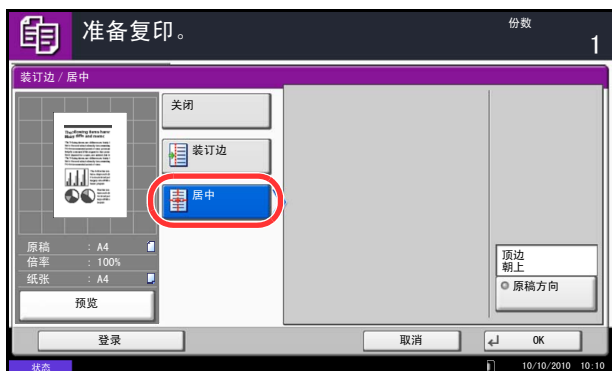 准备复印。
份数
1
装订边 / 居中
关闭
装订边
居中
原稿 : A4
倍率 : 100%
纸张 : A4
预览
顶边
朝上
原稿方向
登录
取消
OK
状态
10/10/2010 10:10